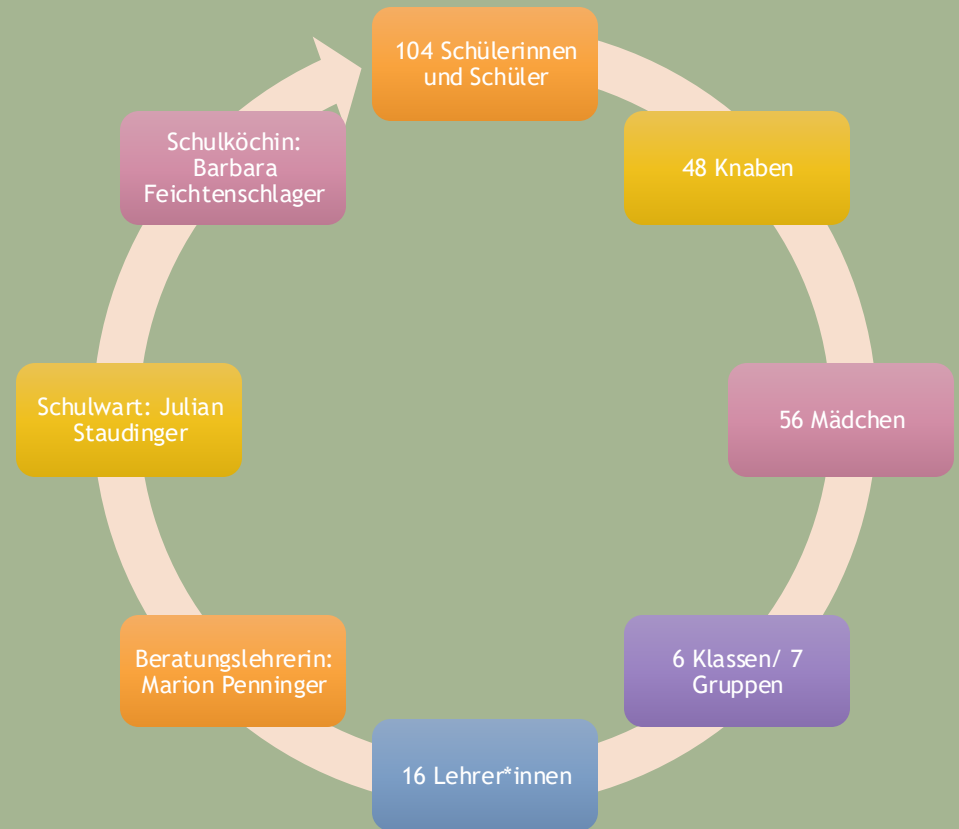 104 Schülerinnen
und Schüler
48 Knaben
56 Mädchen
6 Klassen/ 7
Gruppen
16 Lehrer*innen
Beratungslehrerin:
Marion Penninger
Schulwart: Julian
Staudinger
Schulköchin:
Barbara
Feichtenschlager